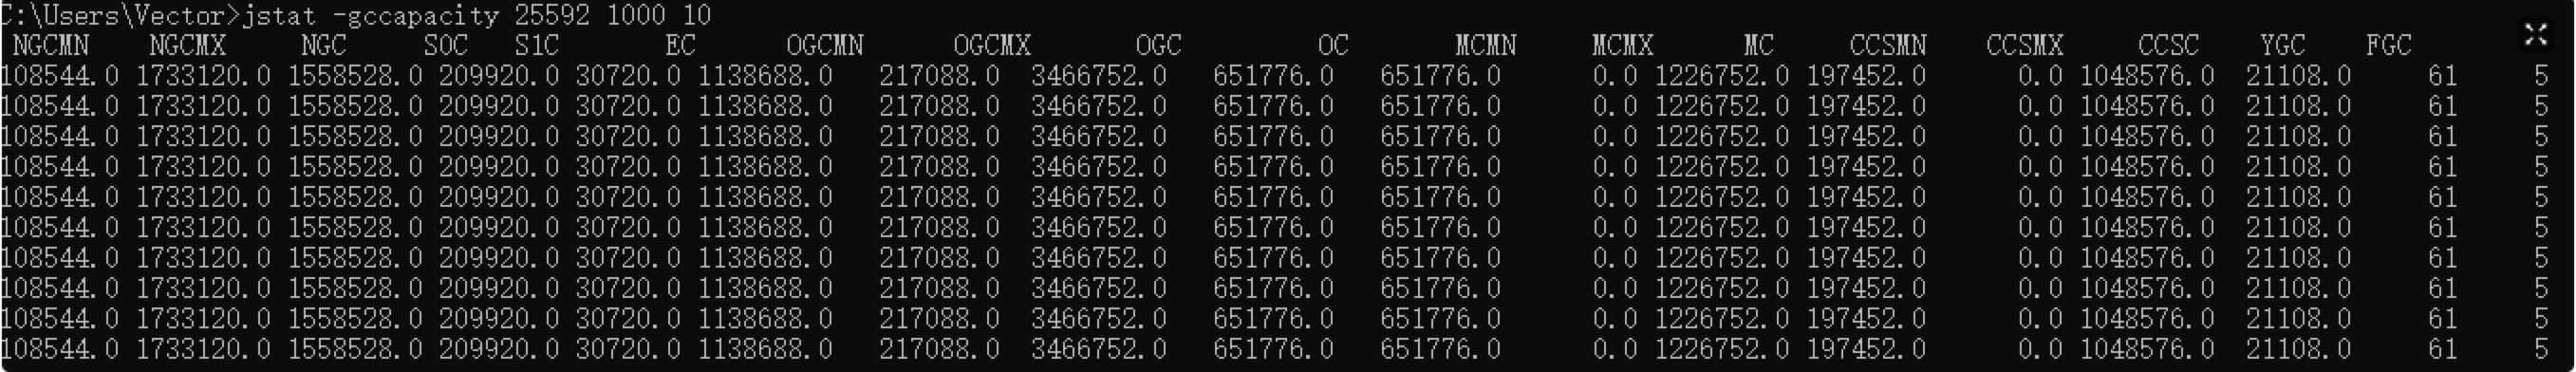 C:\Users\Vector>jstat -gccapacity 25592 1000 10
NGCMN NGCMX NGC S0C S1C EC OGCMN OGCMX OGC OC MCMN MCMX MC CCSMN CCSMX CCSC YGC FGC
108544.0 1733120.0 1558528.0 209920.0 30720.0 1138688.0 217088.0 3466752.0 651776.0 651776.0 0.0 1226752.0 197452.0 0.0 1048576.0 21108.0 61 5
108544.0 1733120.0 1558528.0 209920.0 30720.0 1138688.0 217088.0 3466752.0 651776.0 651776.0 0.0 1226752.0 197452.0 0.0 1048576.0 21108.0 61 5
108544.0 1733120.0 1558528.0 209920.0 30720.0 1138688.0 217088.0 3466752.0 651776.0 651776.0 0.0 1226752.0 197452.0 0.0 1048576.0 21108.0 61 5
108544.0 1733120.0 1558528.0 209920.0 30720.0 1138688.0 217088.0 3466752.0 651776.0 651776.0 0.0 1226752.0 197452.0 0.0 1048576.0 21108.0 61 5
108544.0 1733120.0 1558528.0 209920.0 30720.0 1138688.0 217088.0 3466752.0 651776.0 651776.0 0.0 1226752.0 197452.0 0.0 1048576.0 21108.0 61 5
108544.0 1733120.0 1558528.0 209920.0 30720.0 1138688.0 217088.0 3466752.0 651776.0 651776.0 0.0 1226752.0 197452.0 0.0 1048576.0 21108.0 61 5
108544.0 1733120.0 1558528.0 209920.0 30720.0 1138688.0 217088.0 3466752.0 651776.0 651776.0 0.0 1226752.0 197452.0 0.0 1048576.0 21108.0 61 5
108544.0 1733120.0 1558528.0 209920.0 30720.0 1138688.0 217088.0 3466752.0 651776.0 651776.0 0.0 1226752.0 197452.0 0.0 1048576.0 21108.0 61 5
108544.0 1733120.0 1558528.0 209920.0 30720.0 1138688.0 217088.0 3466752.0 651776.0 651776.0 0.0 1226752.0 197452.0 0.0 1048576.0 21108.0 61 5
108544.0 1733120.0 1558528.0 209920.0 30720.0 1138688.0 217088.0 3466752.0 651776.0 651776.0 0.0 1226752.0 197452.0 0.0 1048576.0 21108.0 61 5